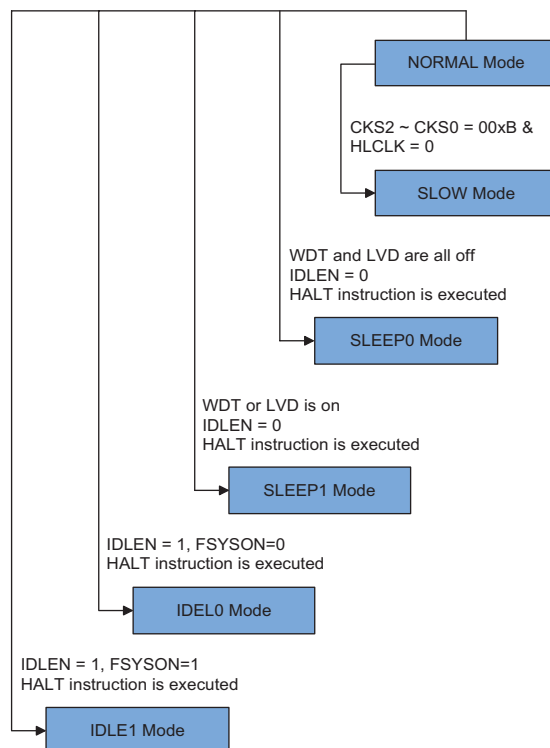 NORMAL Mode
CKS2 ~ CKS0 = 00xB &
HLCLK = 0
SLOW Mode
WDT and LVD are all off
IDLEN = 0
HALT instruction is executed
SLEEP0 Mode
WDT or LVD is on
IDLEN = 0
HALT instruction is executed
SLEEP1 Mode
IDLEN = 1, FSYSON=0
HALT instruction is executed
IDEL0 Mode
IDLEN = 1, FSYSON=1
HALT instruction is executed
IDLE1 Mode